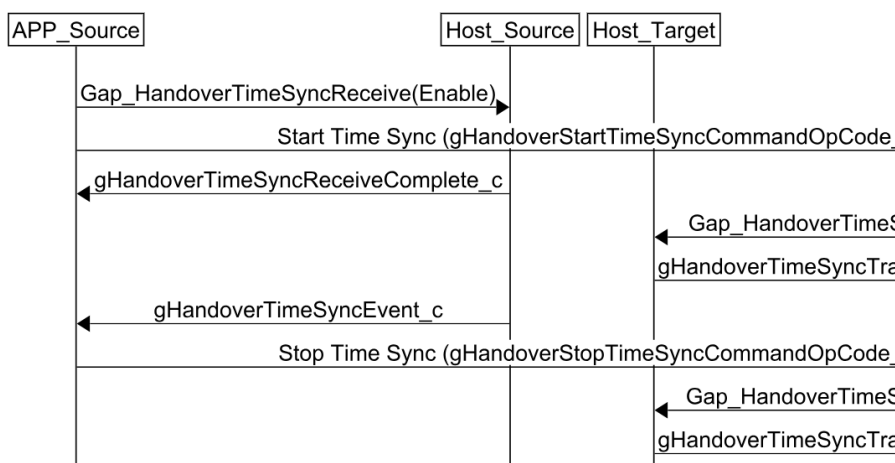 APP_Source Host_Source Host_Target
Gap_HandoverTimeSyncReceive(Enable)
Start Time Sync (gHandoverStartTimeSyncCommandOpCode_
gHandoverTimeSyncReceiveComplete_c
Gap_HandoverTimeS
gHandoverTimeSyncTra
gHandoverTimeSyncEvent_c
Stop Time Sync (gHandoverStopTimeSyncCommandOpCode_
Gap_HandoverTimeS
gHandoverTimeSyncTra